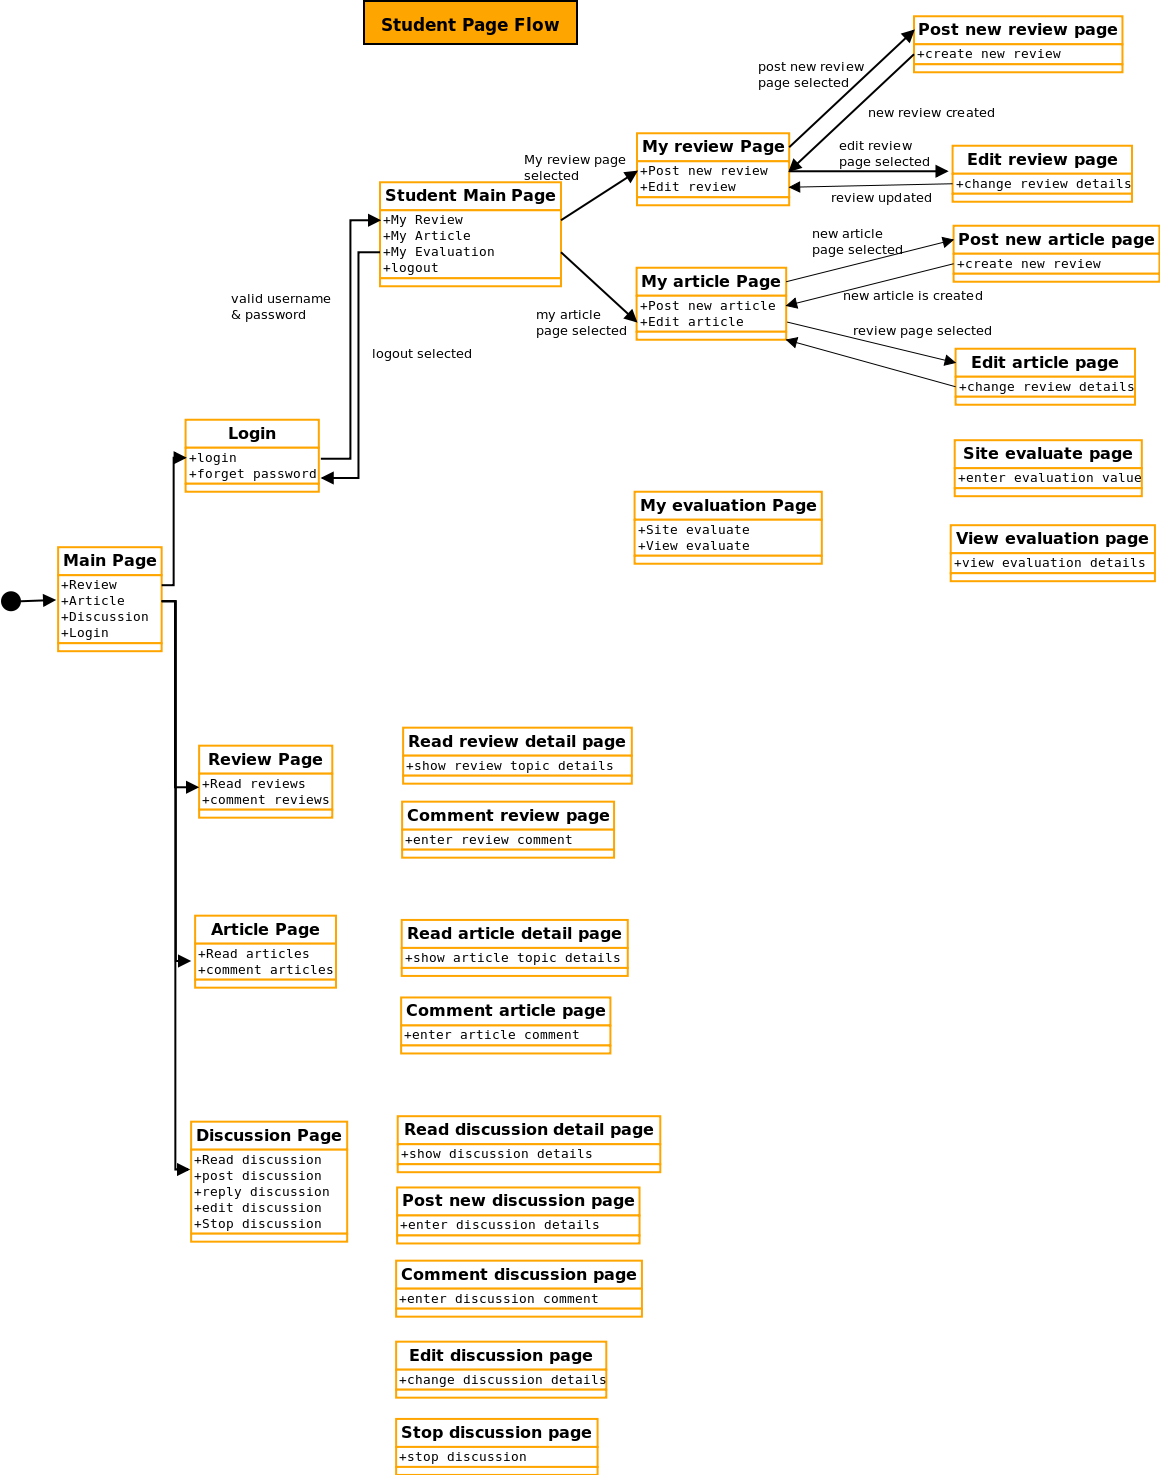 Student Page Flow
Post new review page
+create new review
post new review
page selected
new review created
My review Page
+Post new review
+Edit review
edit review
page selected
Edit review page
+change review details
review updated
My review page
selected
Student Main Page
+My Review
+My Article
+My Evaluation
+logout
new article
page selected
Post new article page
+create new review
My article Page
+Post new article
+Edit article
new article is created
review page selected
my article
page selected
Edit article page
+change review details
valid username
& password
logout selected
Login
+login
+forget password
Site evaluate page
+enter evaluation value
My evaluation Page
+Site evaluate
+View evaluate
View evaluation page
+view evaluation details
Main Page
+Review
+Article
+Discussion
+Login
Review Page
+Read reviews
+comment reviews
Read review detail page
+show review topic details
Comment review page
+enter review comment
Article Page
+Read articles
+comment articles
Read article detail page
+show article topic details
Comment article page
+enter article comment
Discussion Page
+Read discussion
+post discussion
+reply discussion
+edit discussion
+Stop discussion
Read discussion detail page
+show discussion details
Post new discussion page
+enter discussion details
Comment discussion page
+enter discussion comment
Edit discussion page
+change discussion details
Stop discussion page
+stop discussion